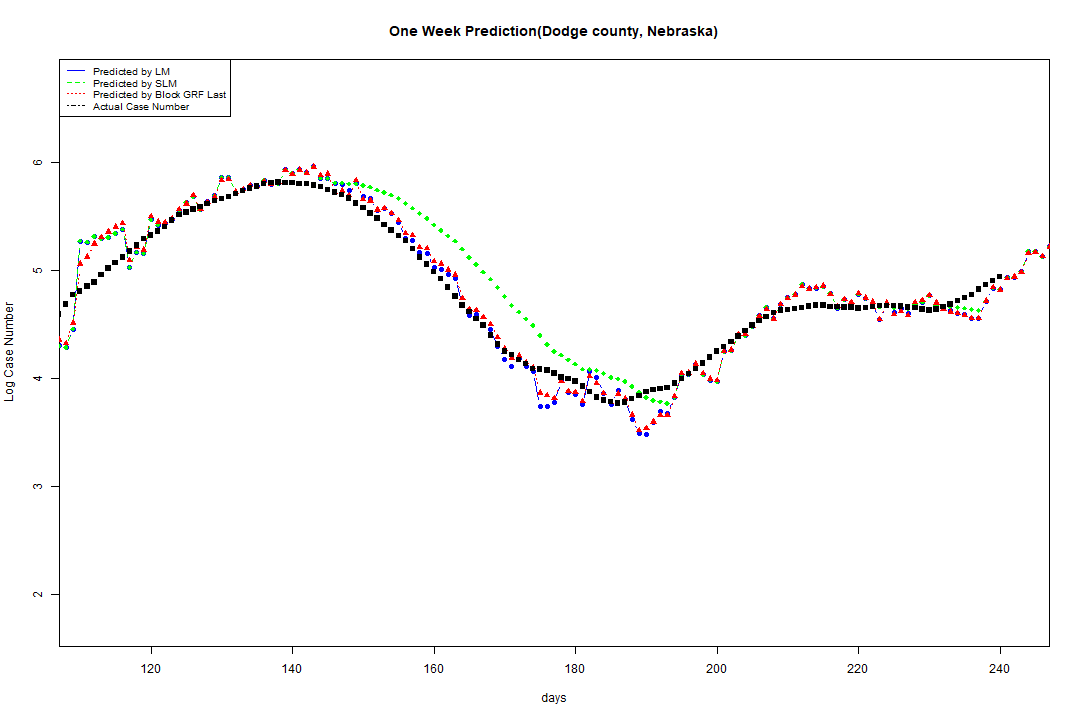 One Week Prediction(Dodge county, Nebraska)
Predicted by LM
Predicted by SLM
Predicted by Block GRF Last
Actual Case Number
6
5
4
3
2
Log Case Number
120 140 160 180 200 220 240
days